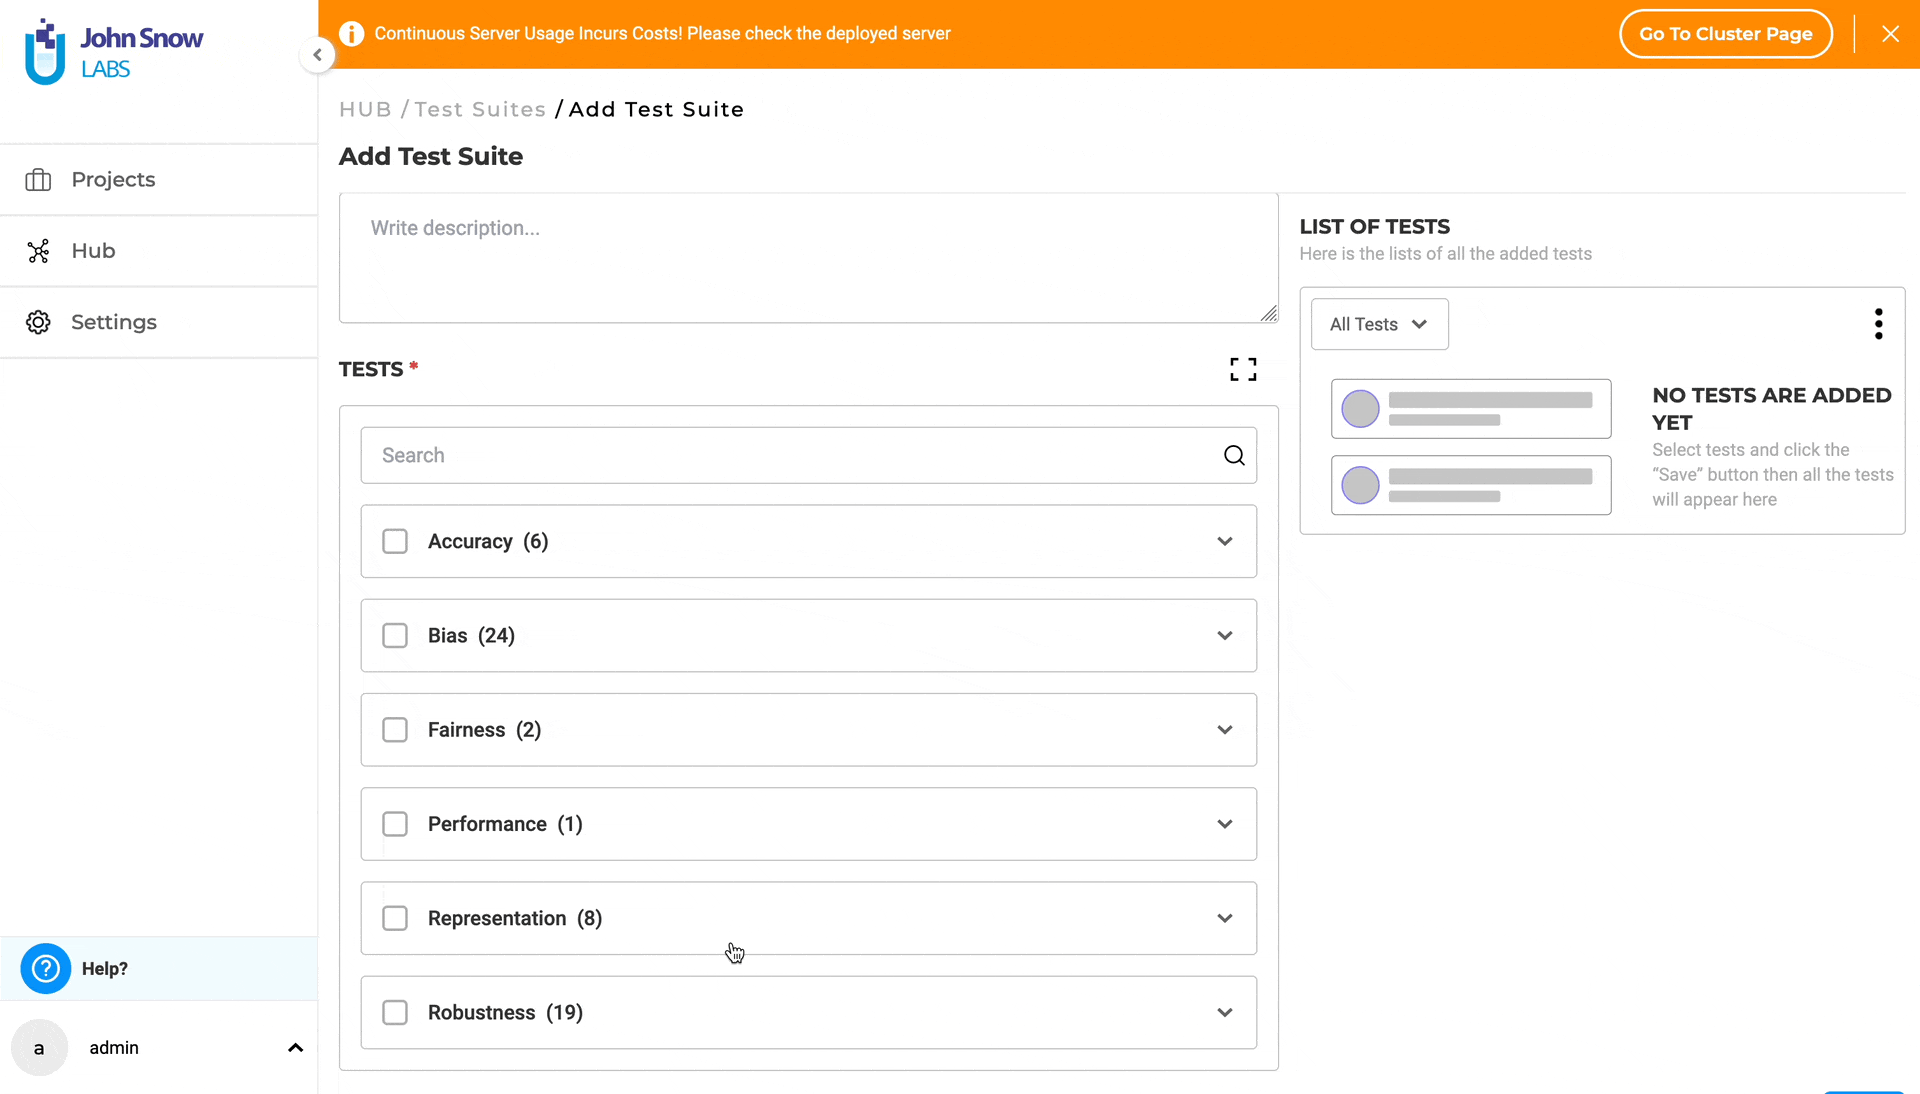 John Snow
LABS
Continuous Server Usage Incurs Costs! Please check the deployed server
Go To Cluster Page
HUB / Test Suites / Add Test Suite
Add Test Suite
Projects
Hub
Settings
Write description...
TESTS *
Search
Accuracy (6)
Bias (24)
Fairness (2)
Performance (1)
Representation (8)
Robustness (19)
LIST OF TESTS
Here is the lists of all the added tests
All Tests
NO TESTS ARE ADDED
YET
Select tests and click the
“Save” button then all the tests
will appear here
Help?
a
admin